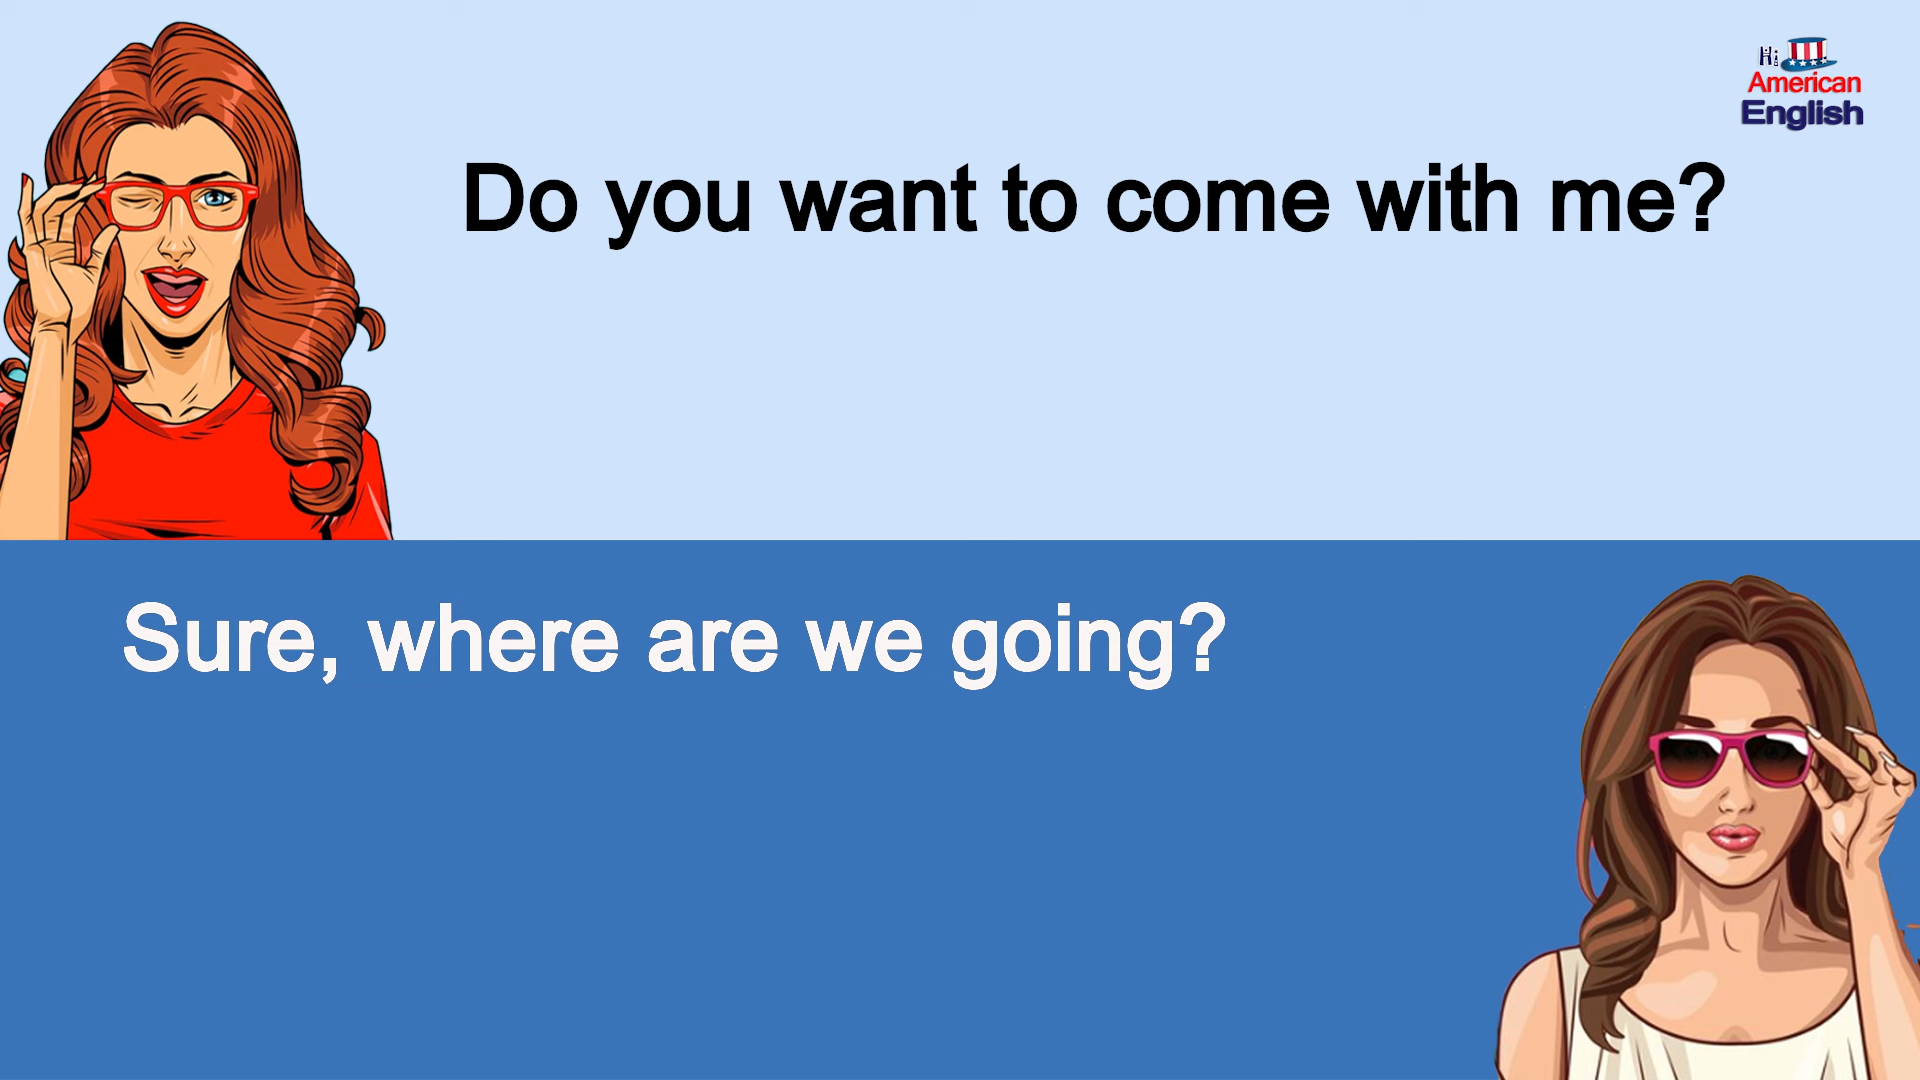 Hi
American
English
Do you want to come with me?
Sure, where are we going?